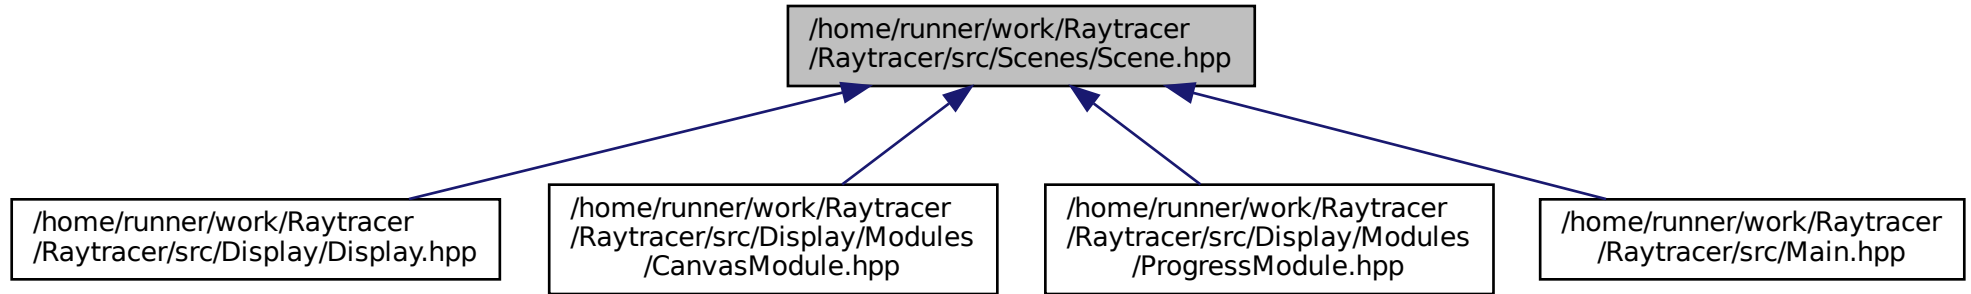 /home/runner/work/Raytracer
/Raytracer/src/Scenes/Scene.hpp
/home/runner/work/Raytracer
/Raytracer/src/Display/Display.hpp
/home/runner/work/Raytracer
/Raytracer/src/Display/Modules
/CanvasModule.hpp
/home/runner/work/Raytracer
/Raytracer/src/Display/Modules
/ProgressModule.hpp
/home/runner/work/Raytracer
/Raytracer/src/Main.hpp